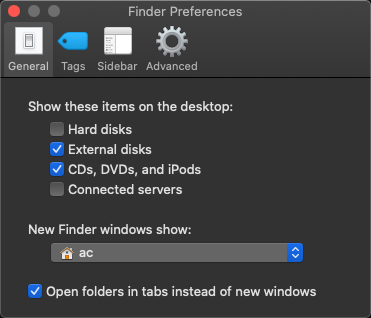 Finder Preferences
General Tags Sidebar Advanced
Show these items on the desktop:
Hard disks
External disks
CDs, DVDs, and iPods
Connected servers
New Finder windows show:
ac
Open folders in tabs instead of new windows